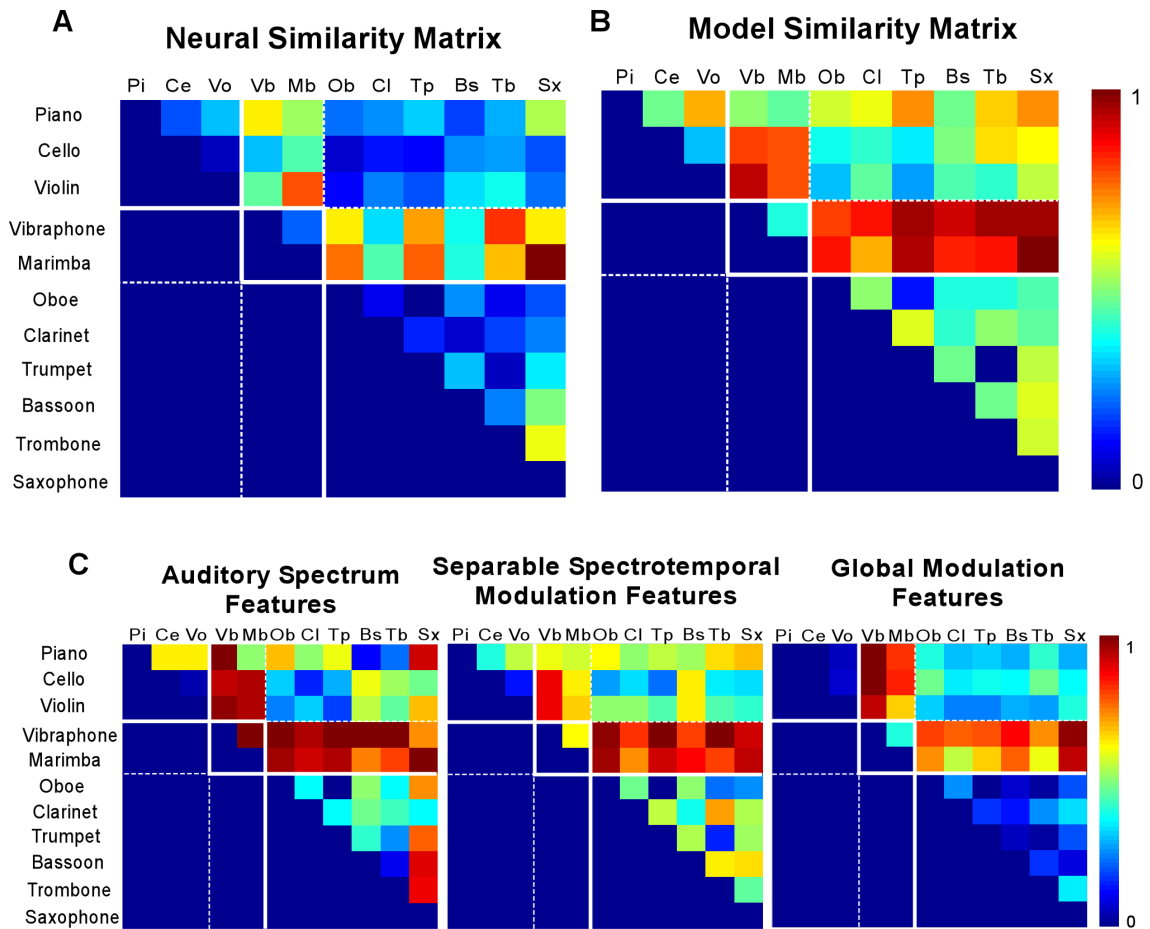 A
Neural Similarity Matrix
Pi Ce Vo Vb Mb Ob Cl Tp Bs Tb Sx
Piano
Cello
Violin
Vibraphone
Marimba
Oboe
Clarinet
Trumpet
Bassoon
Trombone
Saxophone
B
Model Similarity Matrix
Pi Ce Vo Vb Mb Ob Cl Tp Bs Tb Sx
1
0
C
Auditory Spectrum
Features
Pi Ce Vo Vb Mb Ob Cl Tp Bs Tb Sx
Piano
Cello
Violin
Vibraphone
Marimba
Oboe
Clarinet
Trumpet
Bassoon
Trombone
Saxophone
Separable Spectrotemporal
Modulation Features
Pi Ce Vo Vb Mb Ob Cl Tp Bs Tb Sx
Global Modulation
Features
Pi Ce Vo Vb Mb Ob Cl Tp Bs Tb Sx
1
0